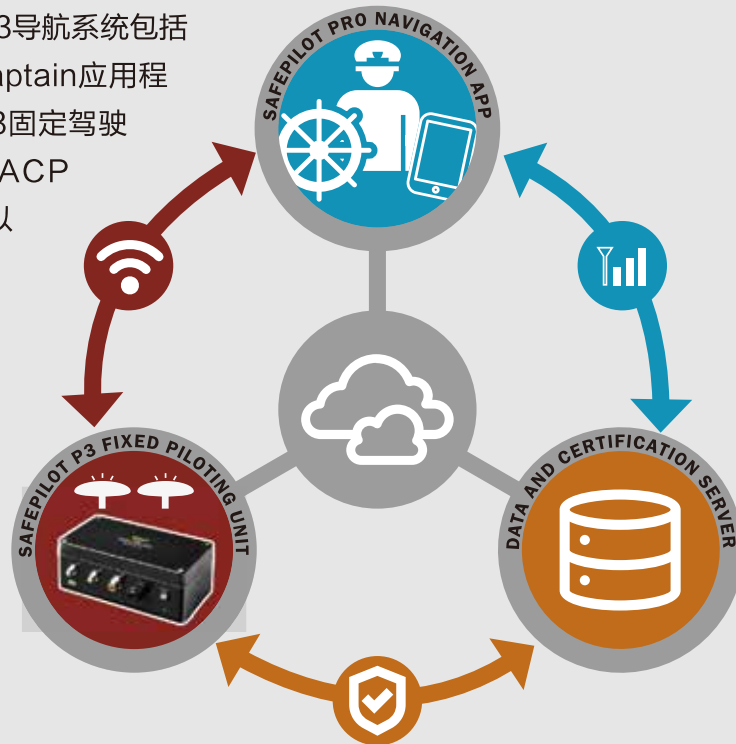 3导航系统包括
aptain应用程
3固定驾驶
ACP
以
SAFEPILOT PRO NAVIGATION APP
SAFEPILOT P3 FIXED PILOTING UNIT
DATA AND CERTIFICATION SERVER